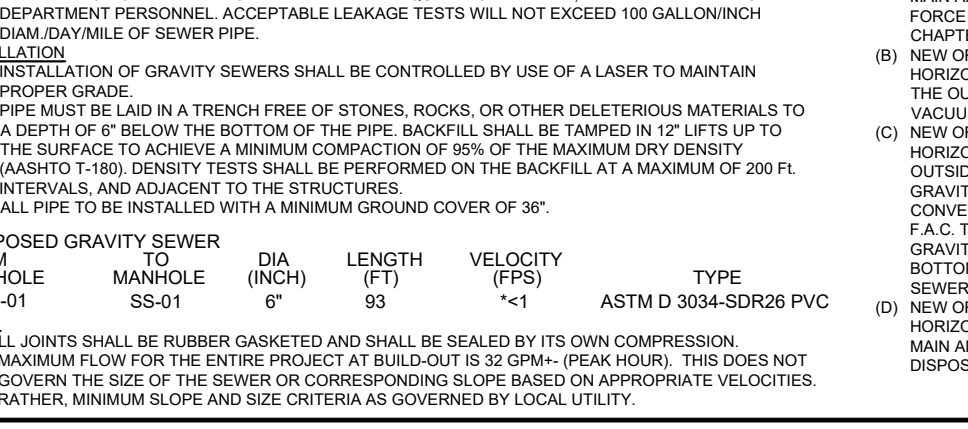 DEPARTMENT PERSONNEL. ACCEPTABLE LEAKAGE TESTS WILL NOT EXCEED 100 GALLON/INCH
DIAM./DAY/MILE OF SEWER PIPE.
LLATION
INSTALLATION OF GRAVITY SEWERS SHALL BE CONTROLLED BY USE OF A LASER TO MAINTAIN
PROPER GRADE.
PIPE MUST BE LAID IN A TRENCH FREE OF STONES, ROCKS, OR OTHER DELETERIOUS MATERIALS TO
A DEPTH OF 6" BELOW THE BOTTOM OF THE PIPE. BACKFILL SHALL BE TAMPED IN 12" LIFTS UP TO
THE SURFACE TO ACHIEVE A MINIMUM COMPACTION OF 95% OF THE MAXIMUM DRY DENSITY
(AASHTO T-180). DENSITY TESTS SHALL BE PERFORMED ON THE BACKFILL AT A MAXIMUM OF 200 Ft.
INTERVALS, AND ADJACENT TO THE STRUCTURES.
ALL PIPE TO BE INSTALLED WITH A MINIMUM GROUND COVER OF 36".
POSED GRAVITY SEWER
M TO DIA LENGTH VELOCITY
HOLE MANHOLE (INCH) (FT) (FPS) TYPE
-01 SS-01 6" 93 *<1 ASTM D 3034-SDR26 PVC
LL JOINTS SHALL BE RUBBER GASKETED AND SHALL BE SEALED BY ITS OWN COMPRESSION.
MAXIMUM FLOW FOR THE ENTIRE PROJECT AT BUILD-OUT IS 32 GPM+- (PEAK HOUR). THIS DOES NOT
GOVERN THE SIZE OF THE SEWER OR CORRESPONDING SLOPE BASED ON APPROPRIATE VELOCITIES.
RATHER, MINIMUM SLOPE AND SIZE CRITERIA AS GOVERNED BY LOCAL UTILITY.
FORCE
CHAPTE
(B) NEW OR
HORIZO
THE OU
VACUU
(C) NEW OR
HORIZO
OUTSID
GRAVIT
CONVE
F.A.C. T
GRAVIT
BOTTO
SEWER
(D) NEW OR
HORIZO
MAIN A
DISPOS